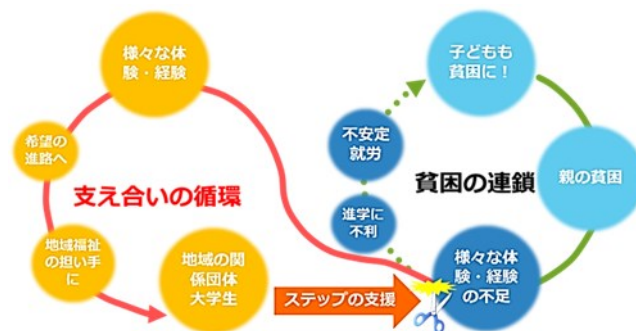 様々な体
験・経験
希望の
進路へ
支え合いの循環
地域福祉
の担い手
に
地域の関
係団体
大学生
ステップの支援
子どもも
貧困に！
不安定
就労
貧困の連鎖
親の貧困
進学に
不利
様々な体
験・経験
の不足